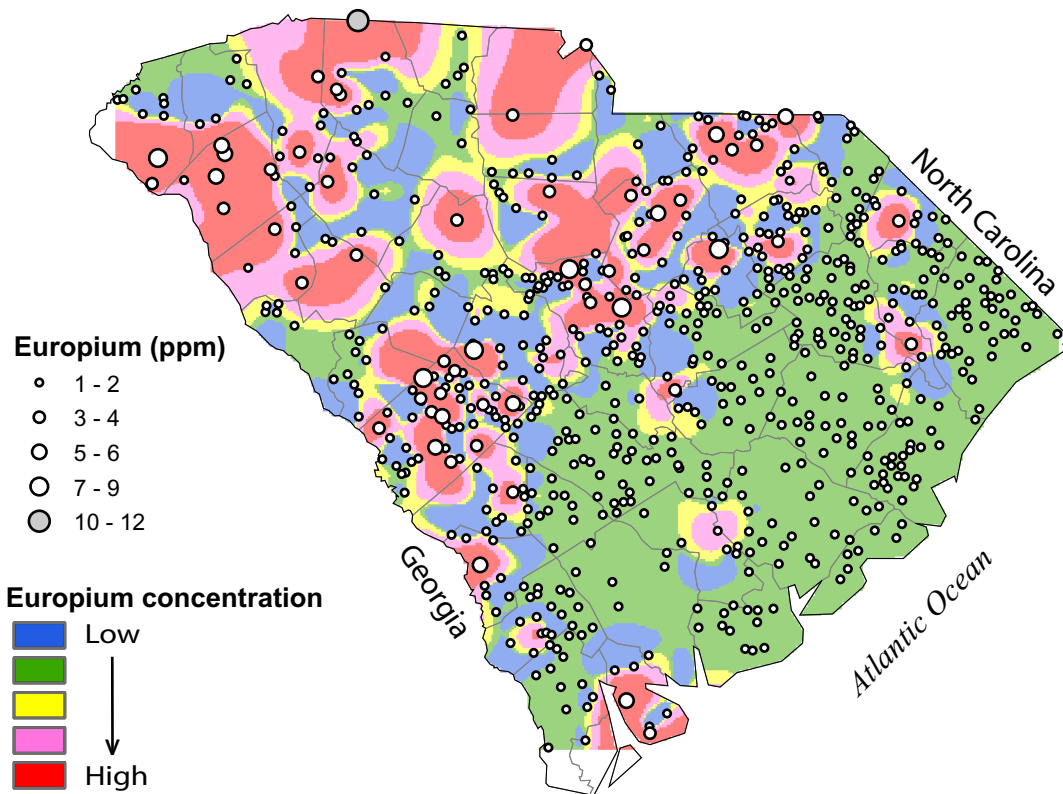 North Carolina
Europium (ppm)
1 - 2
3 - 4
5 - 6
7 - 9
10 - 12
Georgia
Atlantic Ocean
Europium concentration
Low
High